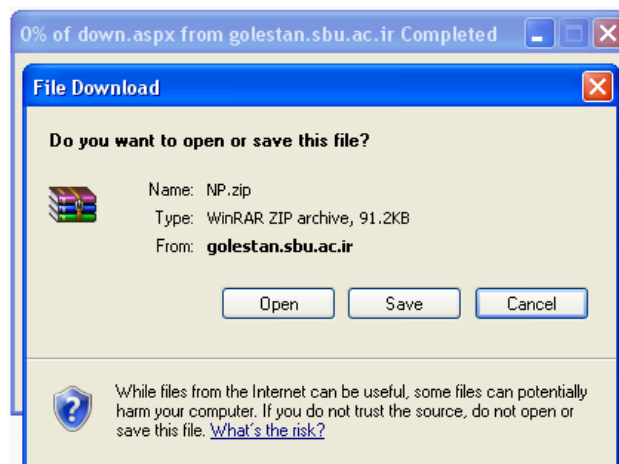 0% of down.aspx from golestan.sbu.ac.ir Completed
File Download
Do you want to open or save this file?
Name: NP.zip
Type: WinRAR ZIP archive, 91.2KB
From: golestan.sbu.ac.ir
Open Save Cancel
While files from the Internet can be useful, some files can potentially
harm your computer. If you do not trust the source, do not open or
save this file. What's the risk?